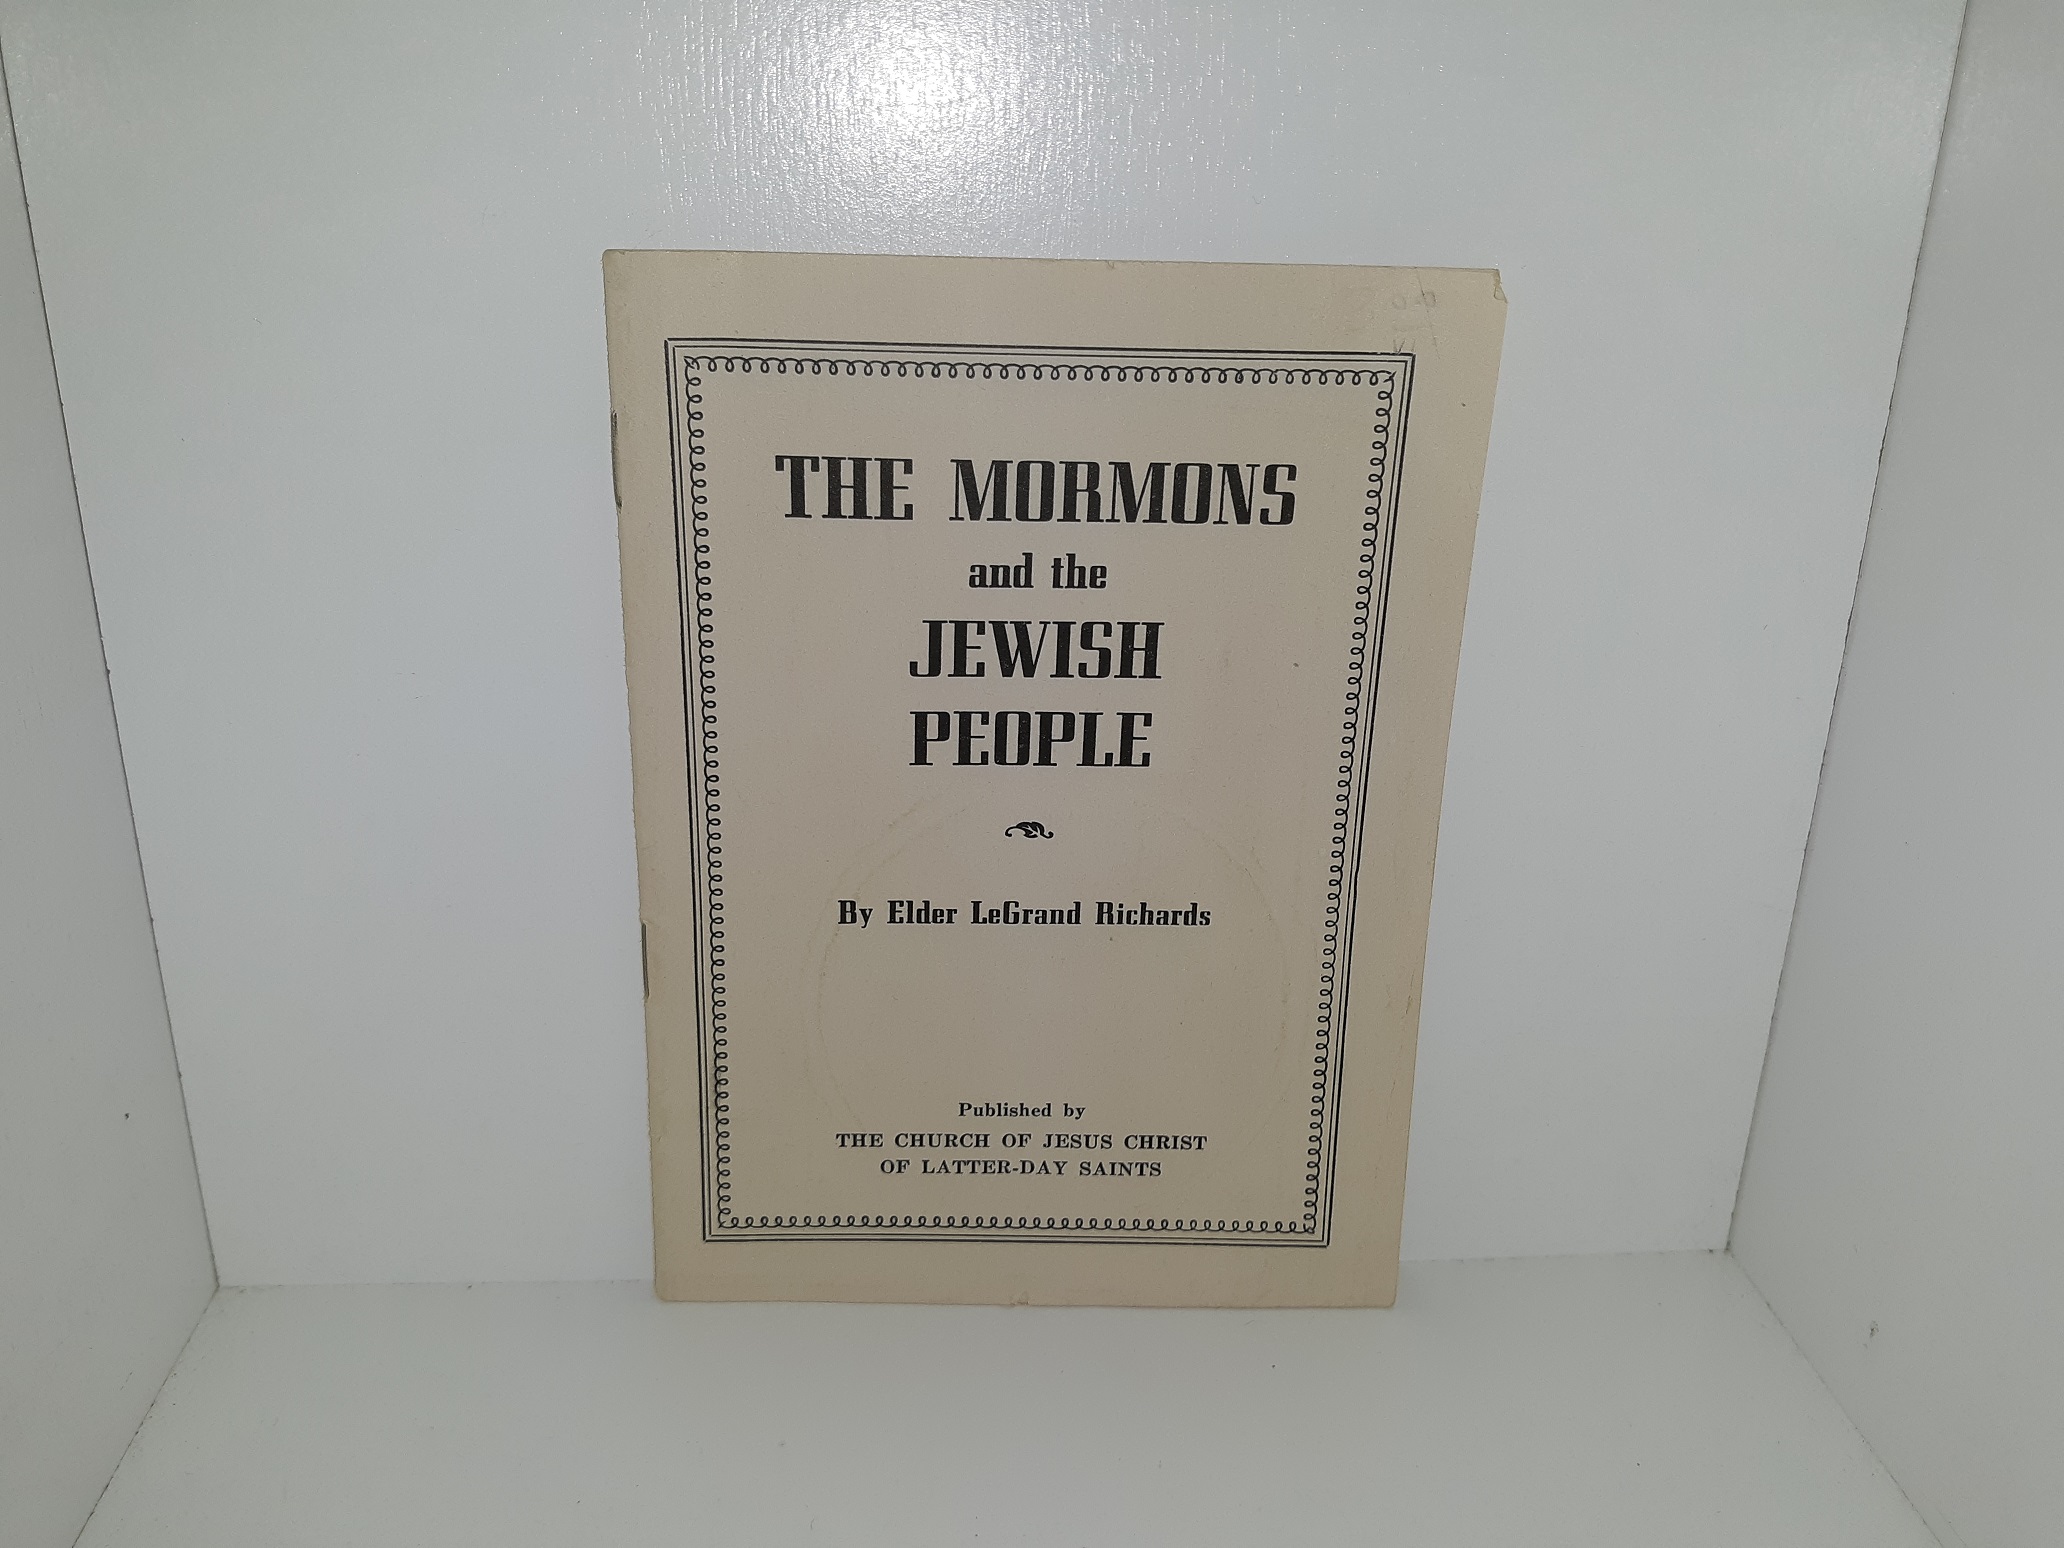 THE MORMONS
and the
JEWISH
PEOPLE
By Elder LeGrand Richards
Published by
THE CHURCH OF JESUS CHRIST
OF LATTER-DAY SAINTS